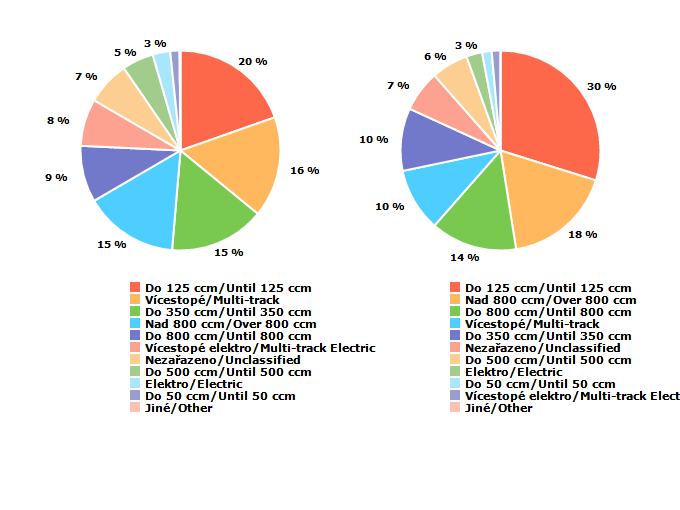 20 %
16 %
15 %
15 %
9 %
8 %
7 %
5 %
3 %
Do 125 ccm/Until 125 ccm
Vícestopé/Multi-track
Do 350 ccm/Until 350 ccm
Nad 800 ccm/Over 800 ccm
Do 800 ccm/Until 800 ccm
Vícestopé elektro/Multi-track Electric
Nezařazeno/Unclassified
Do 500 ccm/Until 500 ccm
Elektro/Electric
Do 50 ccm/Until 50 ccm
Jiné/Other
30 %
18 %
14 %
10 %
10 %
7 %
6 %
3 %
Do 125 ccm/Until 125 ccm
Nad 800 ccm/Over 800 ccm
Do 800 ccm/Until 800 ccm
Vícestopé/Multi-track
Do 350 ccm/Until 350 ccm
Nezařazeno/Unclassified
Do 500 ccm/Until 500 ccm
Elektro/Electric
Do 50 ccm/Until 50 ccm
Vícestopé elektro/Multi-track Elect
Jiné/Other